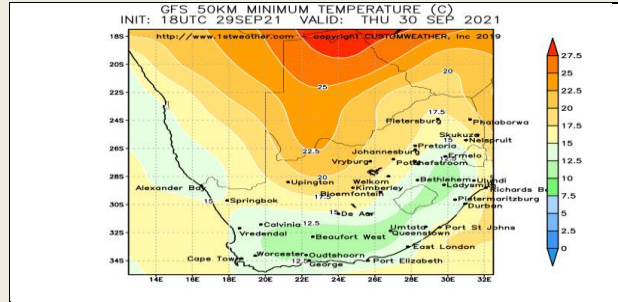 GFS 50KM MINIMUM TEMPERATURE (C)
INIT: 18UTC 29SEP21 VALID: THU 30 SEP 2021
http://www.1stweather.com - copyright CUSTOMWEATHER, Inc 2019
18S
20S
22S
24S
26S
28S
30S
32S
34S
20
25
17.5
Pietersburg
Phalaborwa
Skukuza
15
Nelspruit
Pretoria
Johannesburg
Ermelo
22.5
Vryburg
Potchefstroom
20
Welkom
Bethlehem
Ulundi
Upington
Kimberley
Ladysmith
Alexander Bay
Richards
17.5
Bloemfontein
15
Springbok
Pietermaritzburg
Durban
15
De Aar
Calvinia
12.5
Umtata
Port St Johns
Vredendal
Beaufort West
Queenstown
East London
Worcester
Oudtshoorn
Cape Town
12.5
George
Port Elizabeth
14E
16E
18E
20E
22E
24E
26E
28E
30E
32E
27.5
25
22.5
20
17.5
15
12.5
10
7.5
5
2.5
0